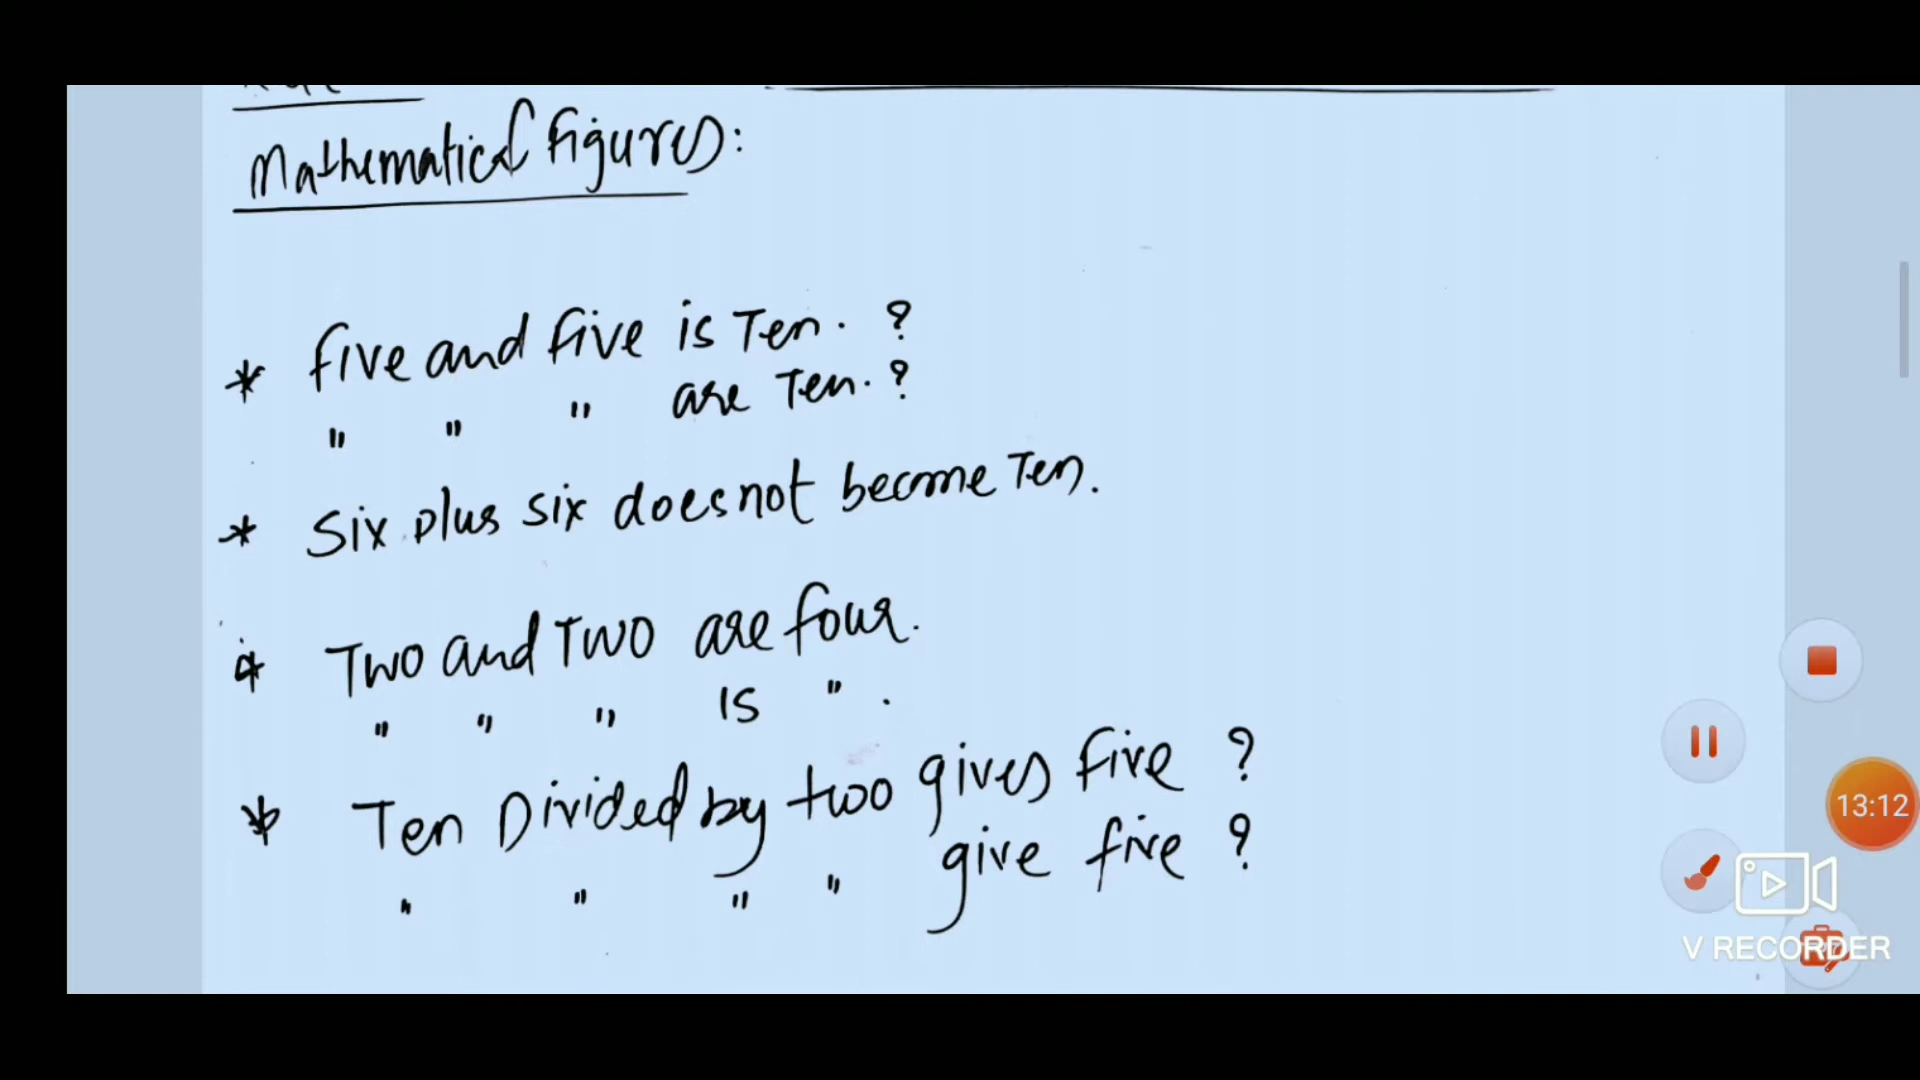 Mathematical Figures:
* Five and Five is Ten. ?
" " " are Ten. ?
* Six plus six does not become Ten.
* Two and Two are four.
" " " is " .
* Ten Divided by two gives five ?
" " " " give five ?
13:12
V RECORDER